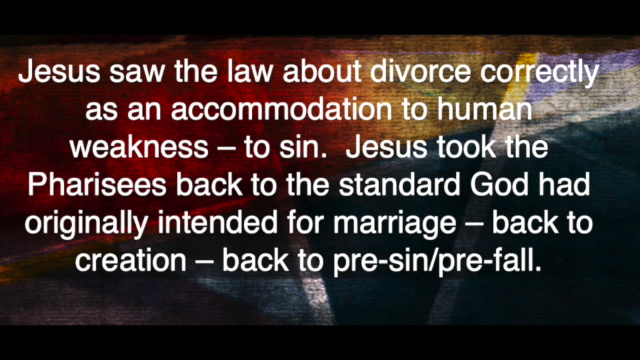 Jesus saw the law about divorce correctly
as an accommodation to human
weakness – to sin.  Jesus took the
Pharisees back to the standard God had
originally intended for marriage – back to
creation – back to pre-sin/pre-fall.